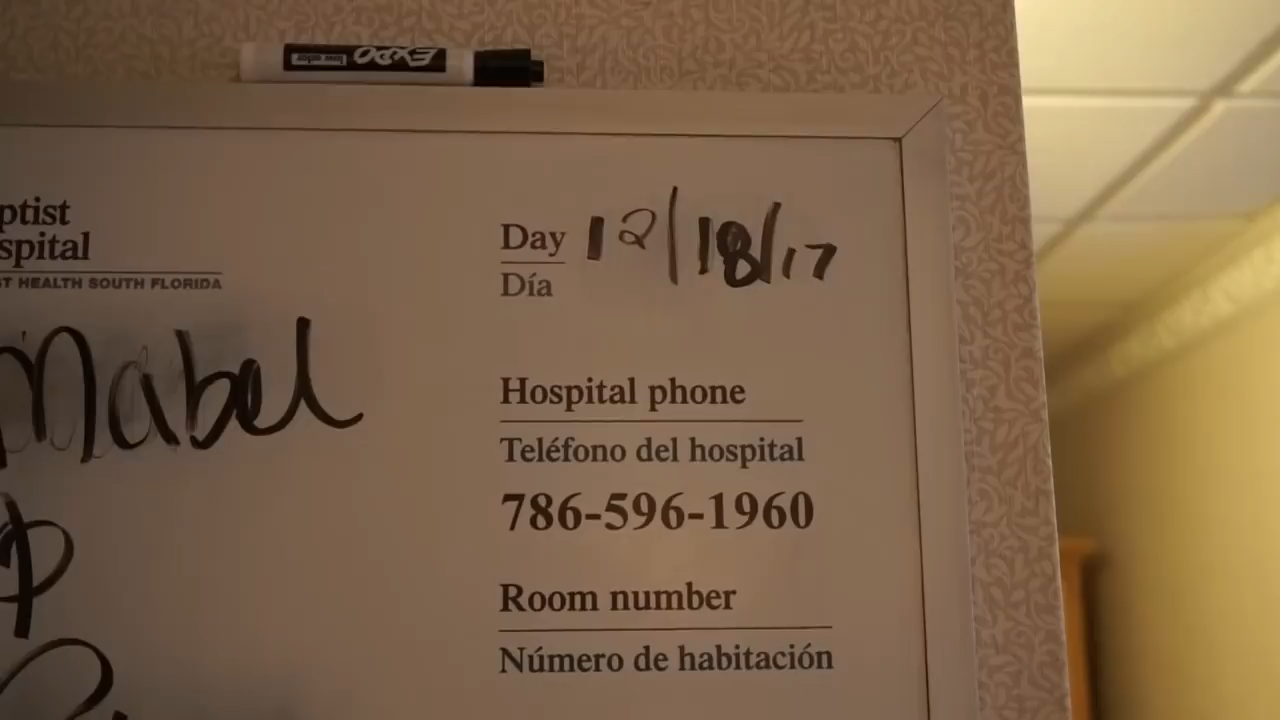 EXPO
ptist
spital
T HEALTH SOUTH FLORIDA
Day 12/18/17
Día
Mabel
Hospital phone
Teléfono del hospital
786-596-1960
Room number
Número de habitación